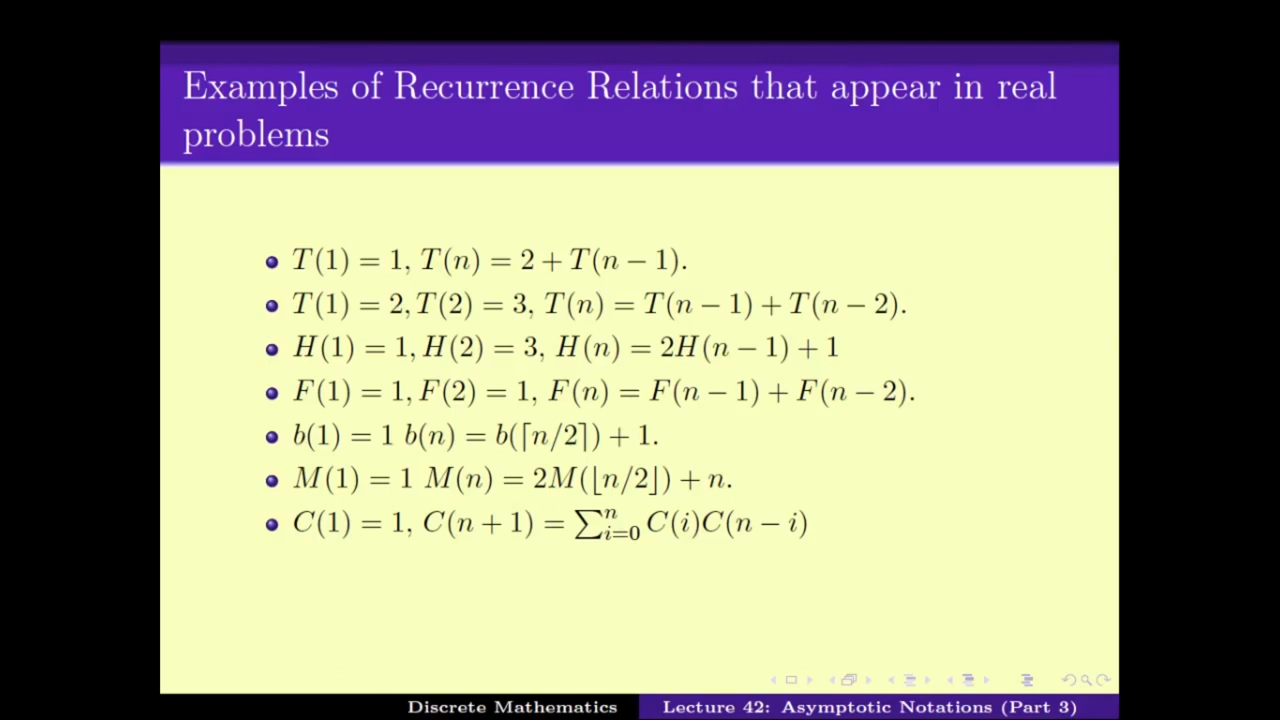 Examples of Recurrence Relations that appear in real
problems
T(1) = 1, T(n) = 2 + T(n − 1).
T(1) = 2, T(2) = 3, T(n) = T(n − 1) + T(n − 2).
H(1) = 1, H(2) = 3, H(n) = 2H(n − 1) + 1
F(1) = 1, F(2) = 1, F(n) = F(n − 1) + F(n − 2).
b(1) = 1 b(n) = b(⌈n/2⌉) + 1.
M(1) = 1 M(n) = 2M(⌊n/2⌋) + n.
C(1) = 1, C(n + 1) = ∑ⁿᵢ₌₀ C(i)C(n − i)
Discrete Mathematics Lecture 42: Asymptotic Notations (Part 3)